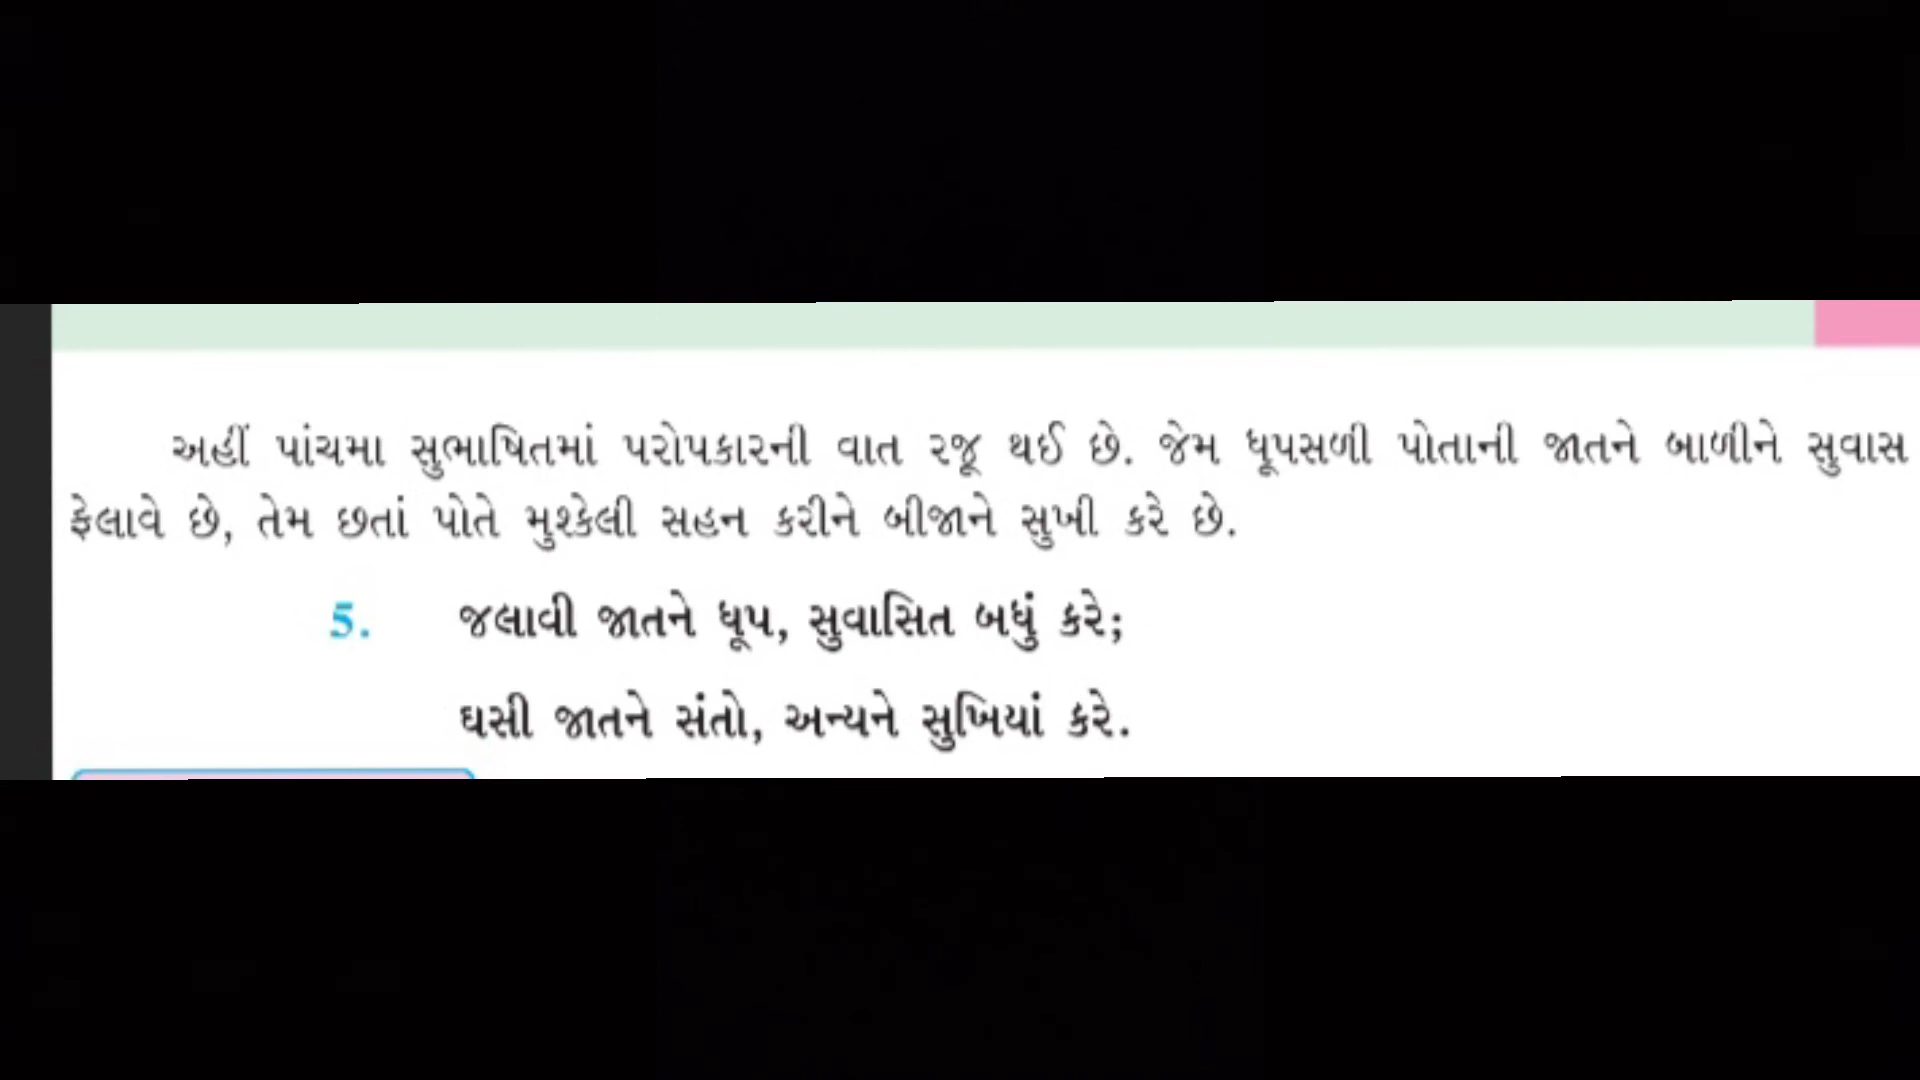 અહીં પાંચમા સુભાષિતમાં પરોપકારની વાત રજૂ થઈ છે. જેમ ધૂપસળી પોતાની જાતને બાળીને સુવાસ
ફેલાવે છે, તેમ છતાં પોતે મુશ્કેલી સહન કરીને બીજાને સુખી કરે છે.
5. જલાવી જાતને ધૂપ, સુવાસિત બધું કરે;
ઘસી જાતને સંતો, અન્યને સુખિયાં કરે.